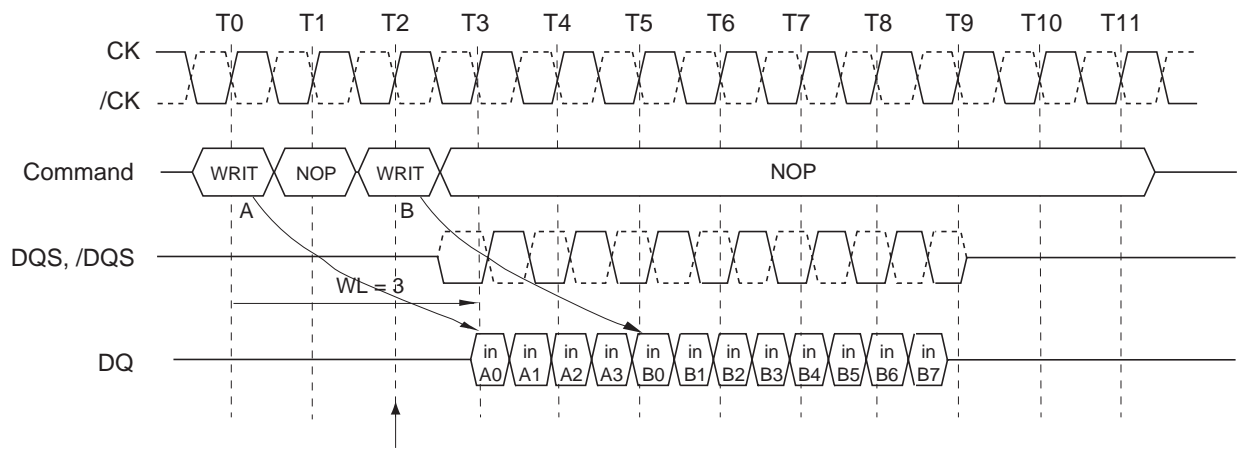 T0 T1 T2 T3 T4 T5 T6 T7 T8 T9 T10 T11
CK
/CK
Command WRIT NOP WRIT NOP
A B
DQS, /DQS
WL = 3
DQ in A0 in A1 in A2 in A3 in B0 in B1 in B2 in B3 in B4 in B5 in B6 in B7